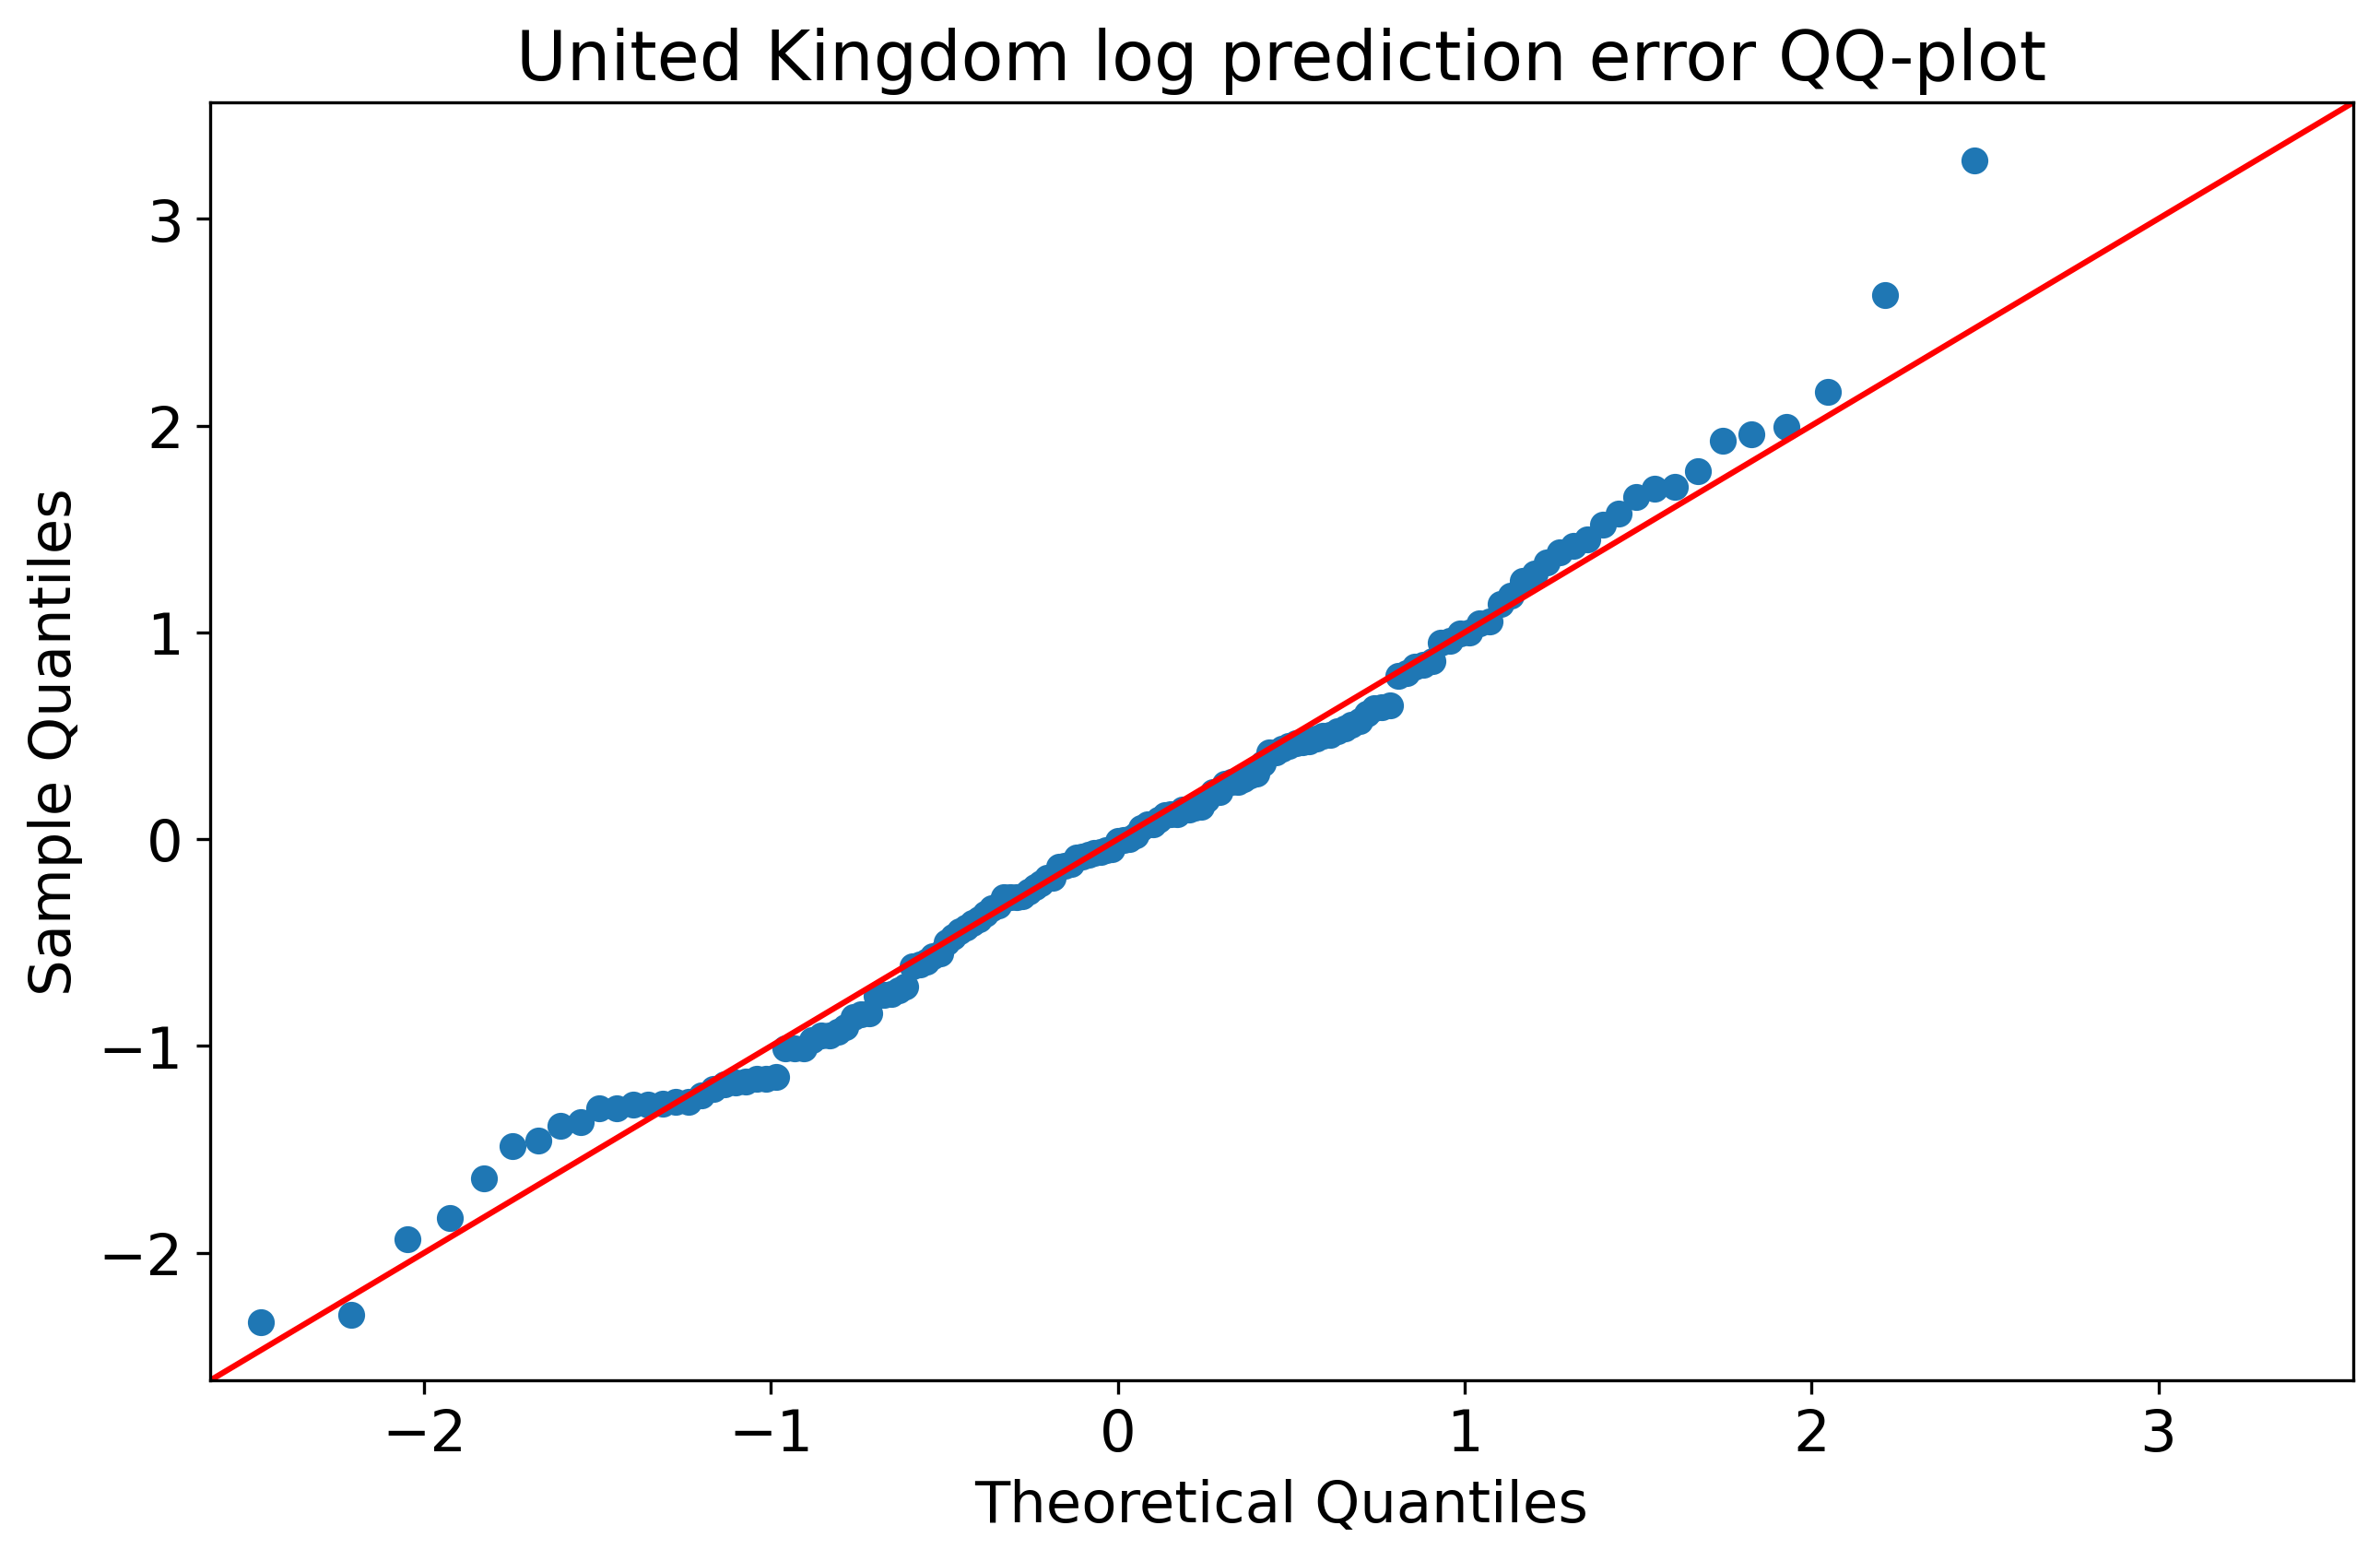 United Kingdom log prediction error QQ-plot
Sample Quantiles
3
2
1
0
−1
−2
−2 −1 0 1 2 3
Theoretical Quantiles